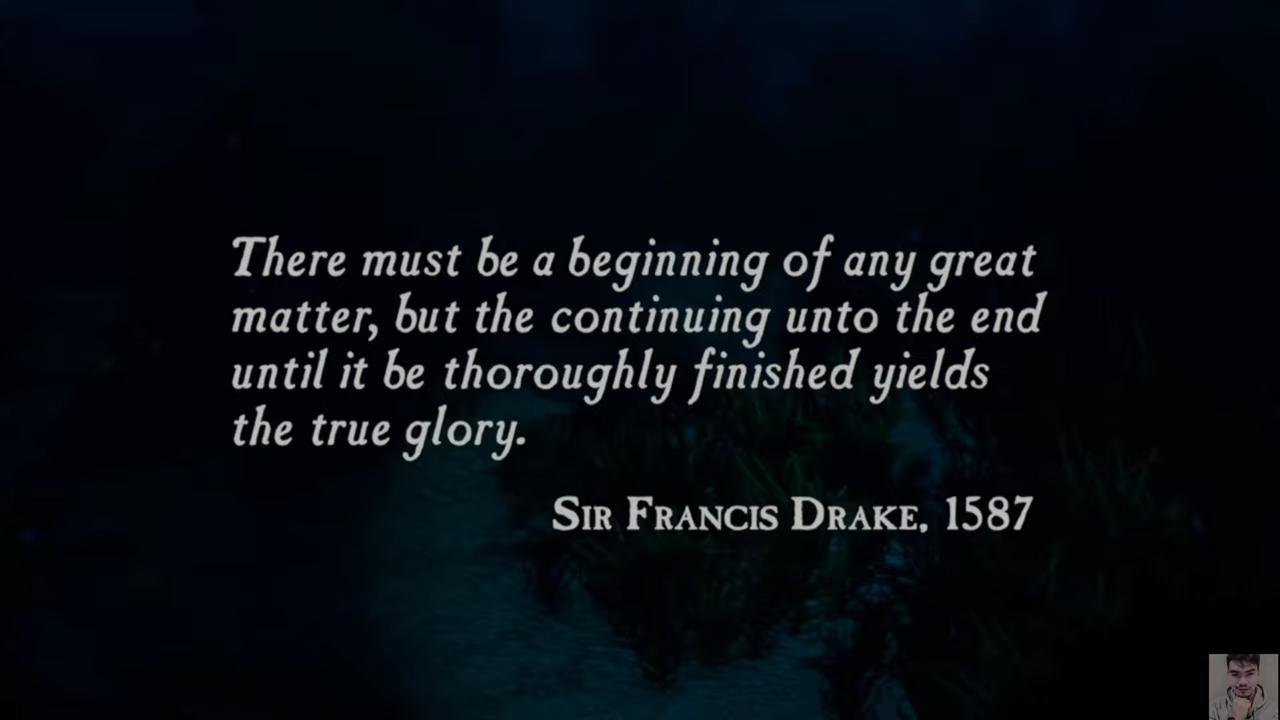 There must be a beginning of any great
matter, but the continuing unto the end
until it be thoroughly finished yields
the true glory.
Sir Francis Drake, 1587